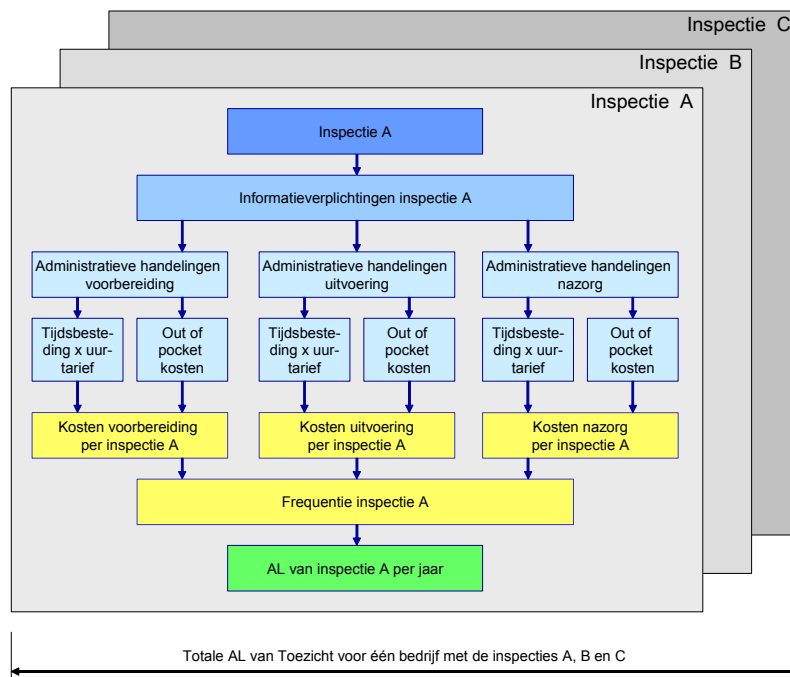 Inspectie C
Inspectie B
Inspectie A
Inspectie A
Informatieverplichtingen inspectie A
Administratieve handelingen
voorbereiding
Administratieve handelingen
uitvoering
Administratieve handelingen
nazorg
Tijdsbeste-
ding x uur-
tarief
Out of
pocket
kosten
Tijdsbeste-
ding x uur-
tarief
Out of
pocket
kosten
Tijdsbeste-
ding x uur-
tarief
Out of
pocket
kosten
Kosten voorbereiding
per inspectie A
Kosten uitvoering
per inspectie A
Kosten nazorg
per inspectie A
Frequentie inspectie A
AL van inspectie A per jaar
Totale AL van Toezicht voor één bedrijf met de inspecties A, B en C